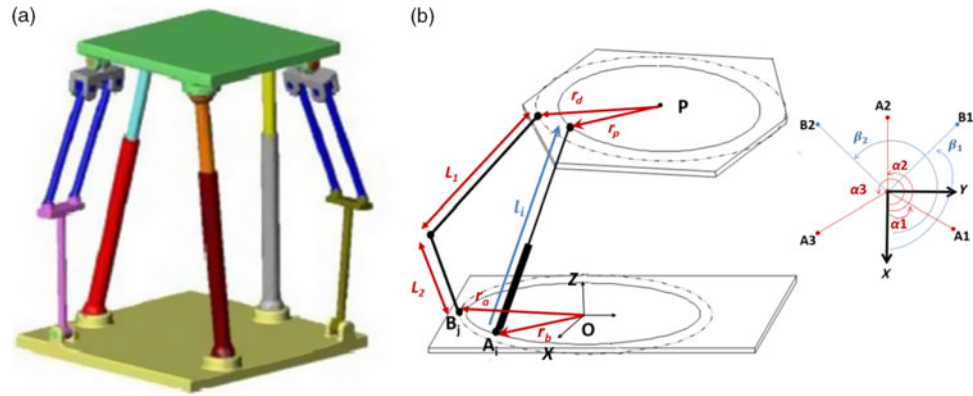 (a)
(b)
P
r_d
r_p
L_1
l_i
L_2
r_a
B_j
A_i
r_b
Z
O
X
A2
B2
B1
β_2
β_1
α2
α3
Y
α1
A3
A1
X